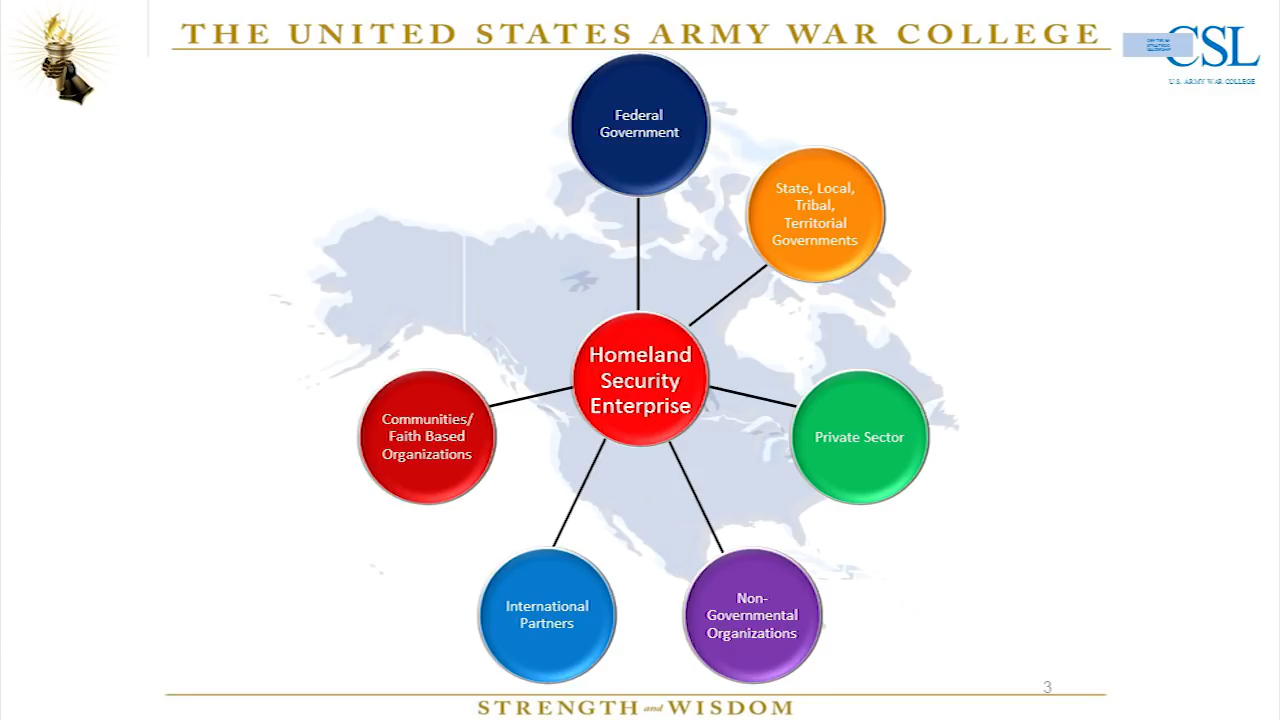 THE UNITED STATES ARMY WAR COLLEGE
CSL
U.S. ARMY WAR COLLEGE
Federal
Government
State, Local,
Tribal,
Territorial
Governments
Homeland
Security
Enterprise
Communities/
Faith Based
Organizations
Private Sector
International
Partners
Non-
Governmental
Organizations
3
STRENGTH and WISDOM